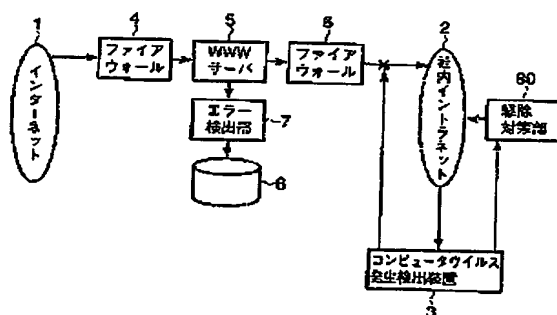 1
インターネット
4
ファイア
ウォール
5
WWW
サーバ
6
ファイア
ウォール
2
社内イントラネット
60
駆除
対策部
エラー
検出部
7
8
コンピュータウイルス
発生検出装置
3